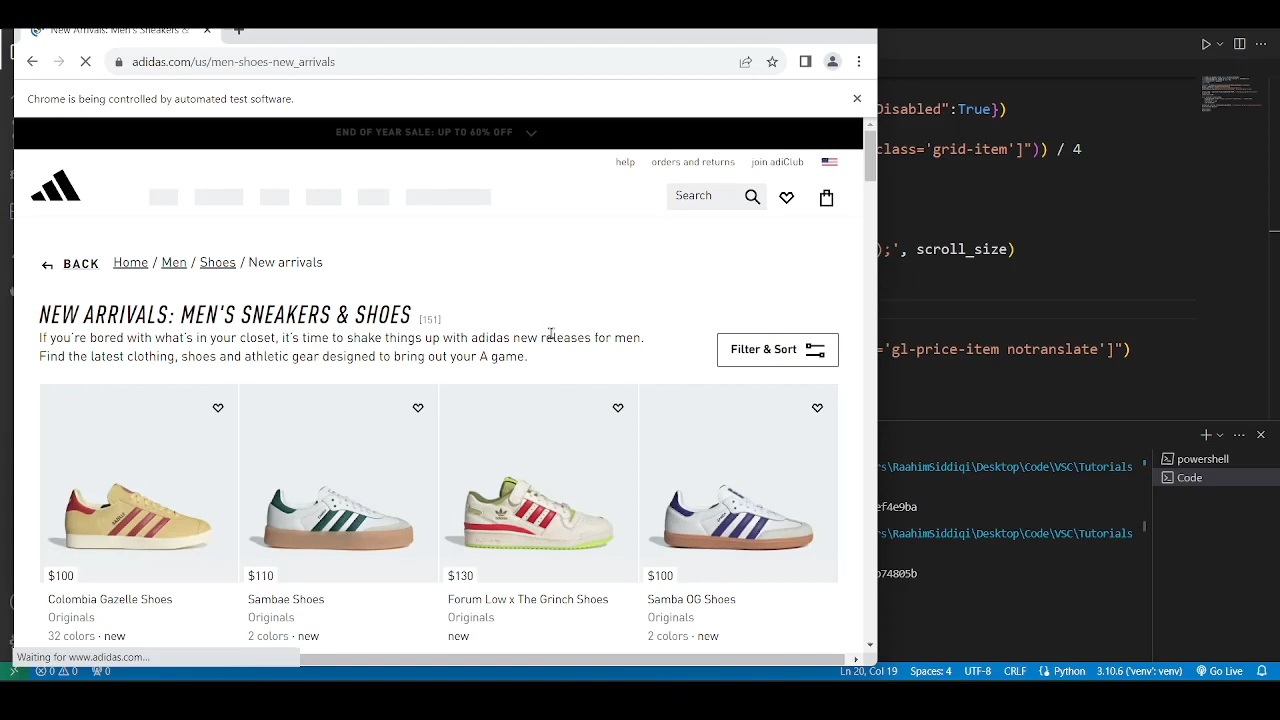 New Arrivals: Men's Sneakers &
adidas.com/us/men-shoes-new_arrivals
Chrome is being controlled by automated test software.
END OF YEAR SALE: UP TO 60% OFF
help orders and returns join adiClub
Search
BACK Home / Men / Shoes / New arrivals
NEW ARRIVALS: MEN'S SNEAKERS & SHOES [151]
If you're bored with what's in your closet, it's time to shake things up with adidas new releases for men.
Find the latest clothing, shoes and athletic gear designed to bring out your A game.
Filter & Sort
$100 $110 $130 $100
Colombia Gazelle Shoes Sambae Shoes Forum Low x The Grinch Shoes Samba OG Shoes
Originals Originals Originals Originals
32 colors · new 2 colors · new new 2 colors · new
Waiting for www.adidas.com...
Disabled":True})
class='grid-item']")) / 4
);', scroll_size)
='gl-price-item notranslate']")
rs\RaahimSiddiqi\Desktop\Code\VSC\Tutorials
ef4e9ba
rs\RaahimSiddiqi\Desktop\Code\VSC\Tutorials
b74805b
powershell
Code
0 0 0 Ln 20, Col 19 Spaces: 4 UTF-8 CRLF Python 3.10.6 ('venv': venv) Go Live